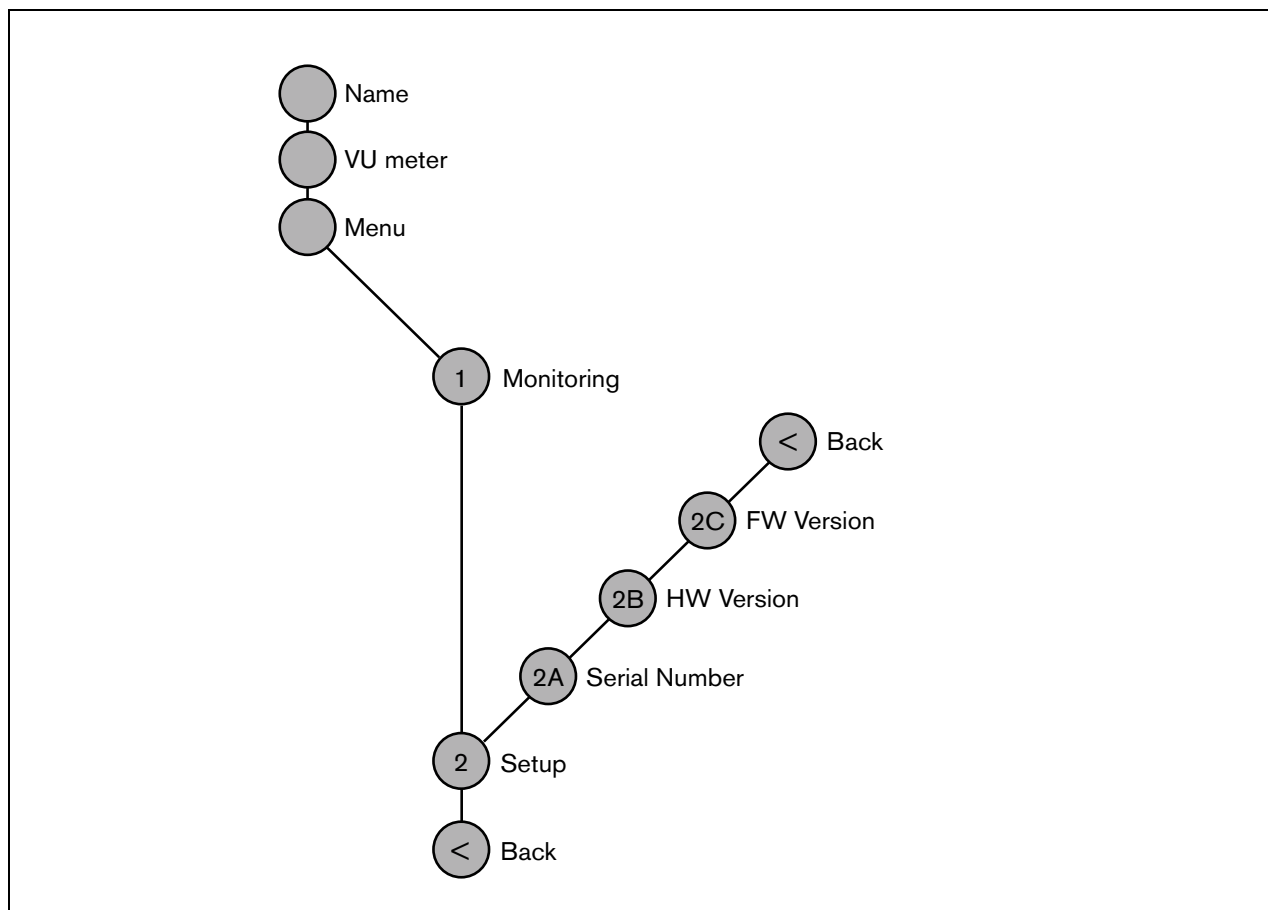 Name
VU meter
Menu
1 Monitoring
< Back
2C FW Version
2B HW Version
2A Serial Number
2 Setup
< Back